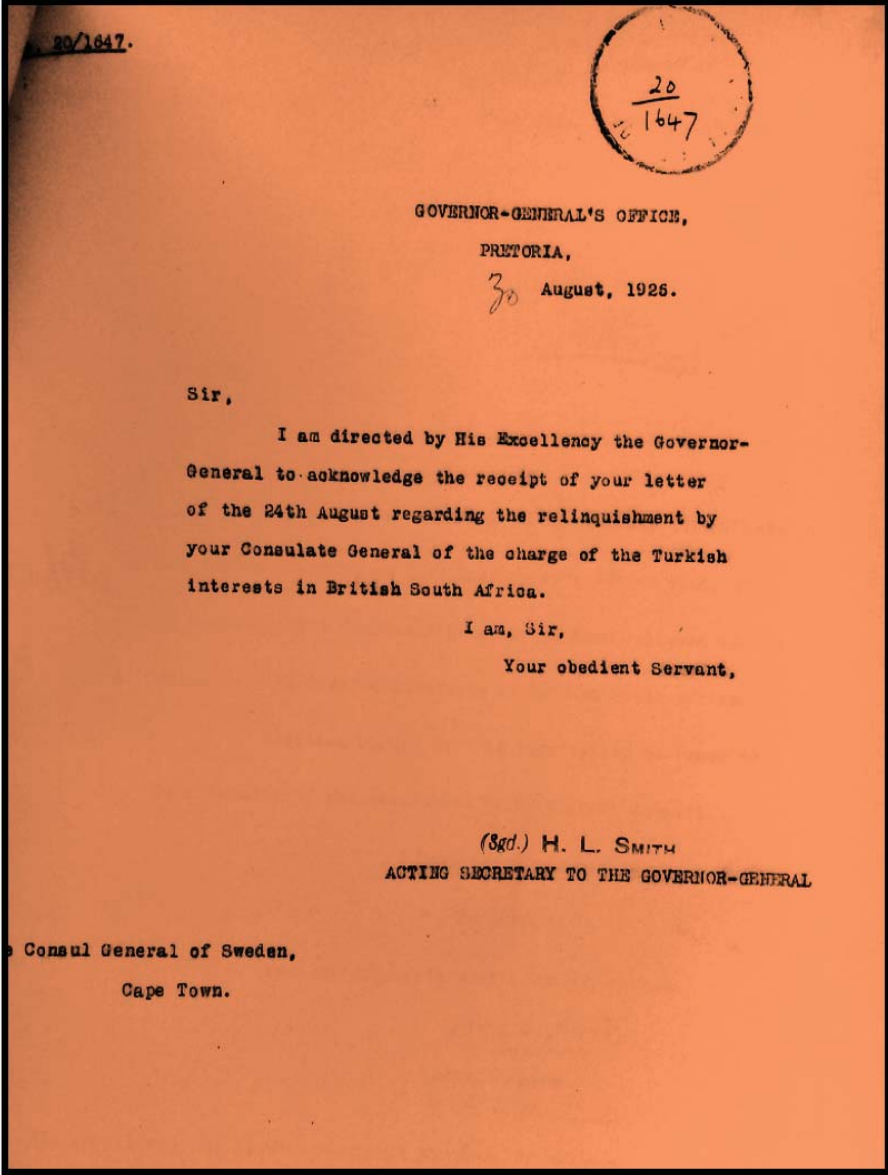 20/1647.
20
1647
GOVERNOR-GENERAL'S OFFICE,
PRETORIA,
30 August, 1926.
Sir,
I am directed by His Excellency the Governor-
General to acknowledge the receipt of your letter
of the 24th August regarding the relinquishment by
your Consulate General of the charge of the Turkish
interests in British South Africa.
I am, Sir,
Your obedient Servant,
(Sgd.) H. L. SMITH
ACTING SECRETARY TO THE GOVERNOR-GENERAL
Consul General of Sweden,
Cape Town.